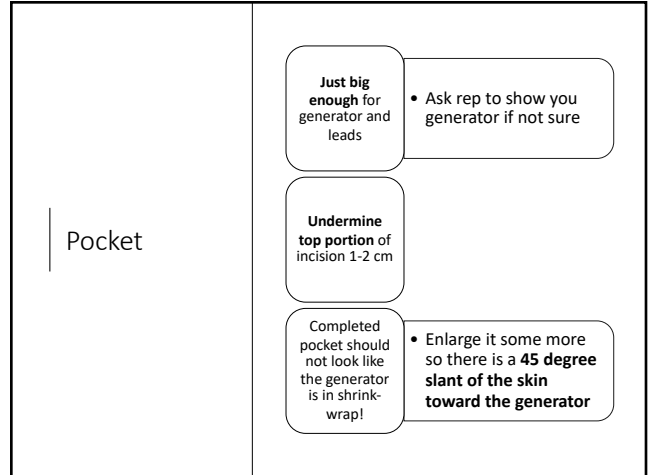 Pocket
Just big
enough for
generator and
leads
• Ask rep to show you
generator if not sure
Undermine
top portion of
incision 1-2 cm
Completed
pocket should
not look like
the generator
is in shrink-
wrap!
• Enlarge it some more
so there is a 45 degree
slant of the skin
toward the generator